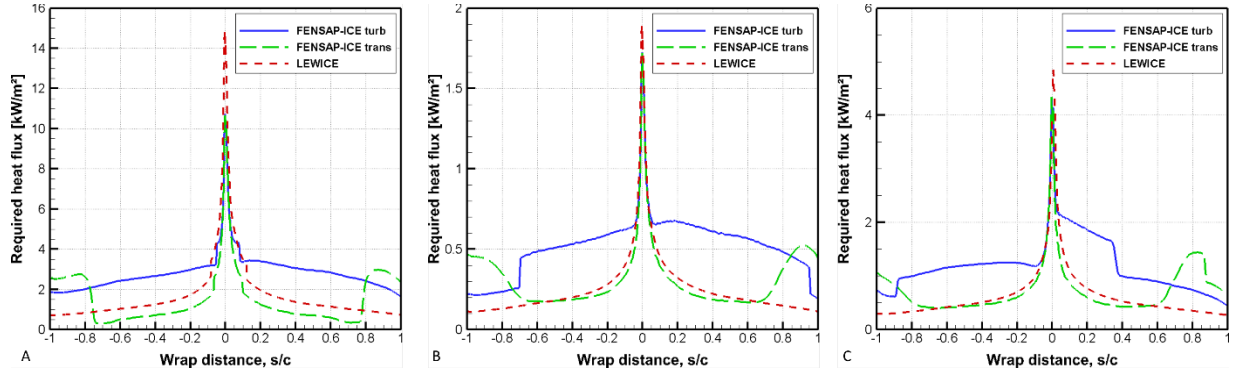 FENSAP-ICE turb
FENSAP-ICE trans
LEWICE
Required heat flux [kW/m²]
16
14
12
10
8
6
4
2
0
-1 -0.8 -0.6 -0.4 -0.2 0 0.2 0.4 0.6 0.8 1
Wrap distance, s/c
A
FENSAP-ICE turb
FENSAP-ICE trans
LEWICE
Required heat flux [kW/m²]
2
1.5
1
0.5
0
-1 -0.8 -0.6 -0.4 -0.2 0 0.2 0.4 0.6 0.8 1
Wrap distance, s/c
B
FENSAP-ICE turb
FENSAP-ICE trans
LEWICE
Required heat flux [kW/m²]
6
4
2
0
-1 -0.8 -0.6 -0.4 -0.2 0 0.2 0.4 0.6 0.8 1
Wrap distance, s/c
C